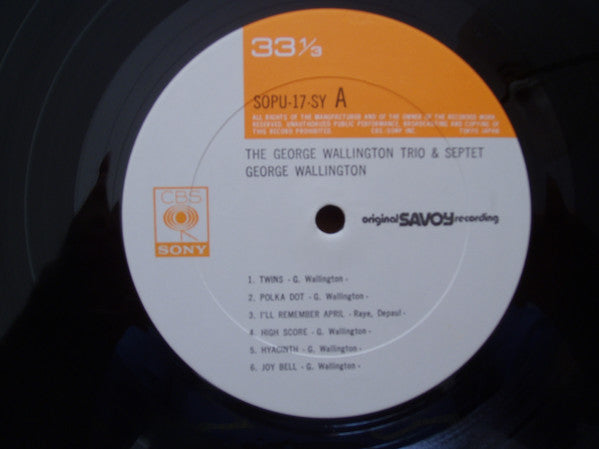 33 1/3
SOPU-17-SY A
ALL RIGHTS OF THE MANUFACTURER AND OF THE OWNER OF THE RECORDED WORK
RESERVED. UNAUTHORISED PUBLIC PERFORMANCE, BROADCASTING AND COPYING OF
THIS RECORD PROHIBITED. CBS/SONY INC. TOKYO JAPAN
THE GEORGE WALLINGTON TRIO & SEPTET
GEORGE WALLINGTON
CBS
SONY
original SAVOY recording
1. TWINS - G. Wallington -
2. POLKA DOT - G. Wallington -
3. I'LL REMEMBER APRIL - Raye, Depaul -
4. HIGH SCORE - G. Wallington -
5. HYACINTH - G. Wallington -
6. JOY BELL - G. Wallington -